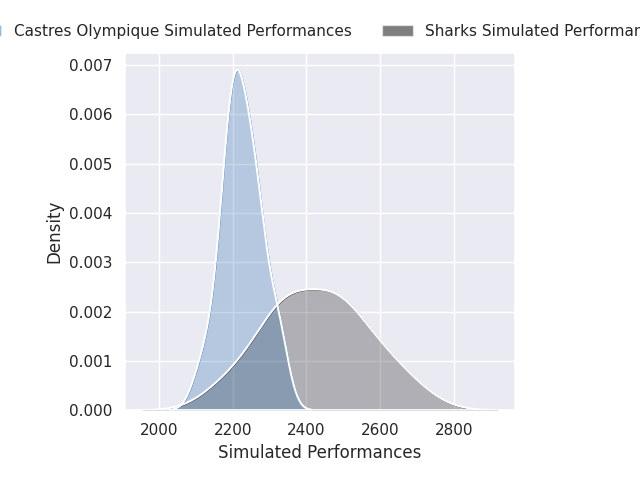 Castres Olympique Simulated Performances
Sharks Simulated Performan
0.007
0.006
0.005
0.004
0.003
0.002
0.001
0.000
Density
2000 2200 2400 2600 2800
Simulated Performances